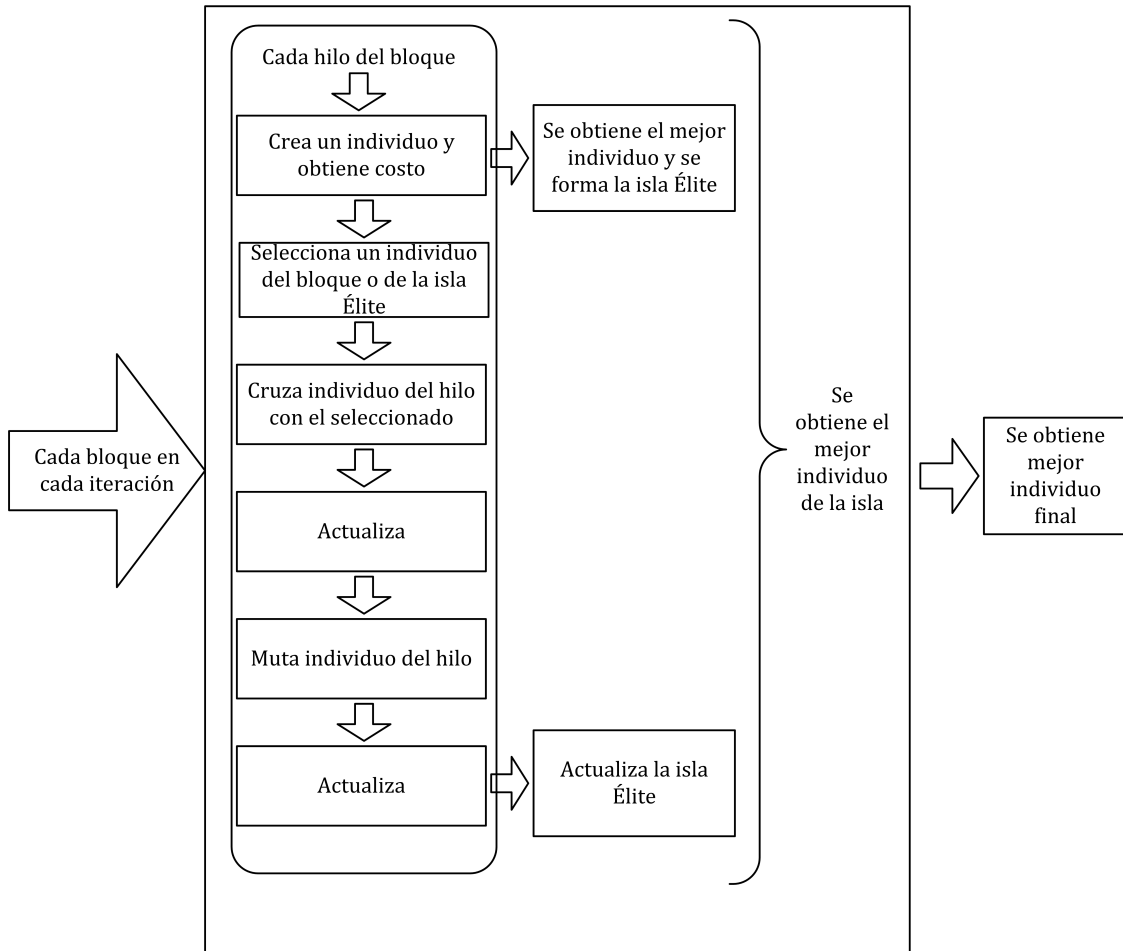 Cada hilo del bloque
Crea un individuo y
obtiene costo
Se obtiene el mejor
individuo y se
forma la isla Élite
Selecciona un individuo
del bloque o de la isla
Élite
Cruza individuo del hilo
con el seleccionado
Actualiza
Muta individuo del hilo
Actualiza
Actualiza la isla
Élite
Cada bloque en
cada iteración
Se
obtiene el
mejor
individuo
de la isla
Se obtiene
mejor
individuo
final